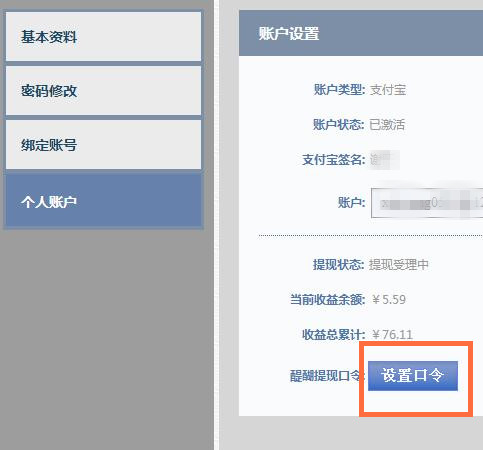 基本资料
密码修改
绑定账号
个人账户
账户设置
账户类型: 支付宝
账户状态: 已激活
支付宝签名:
账户:
提现状态: 提现受理中
当前收益余额: ￥5.59
收益总累计: ￥76.11
醍醐提现口令: 设置口令